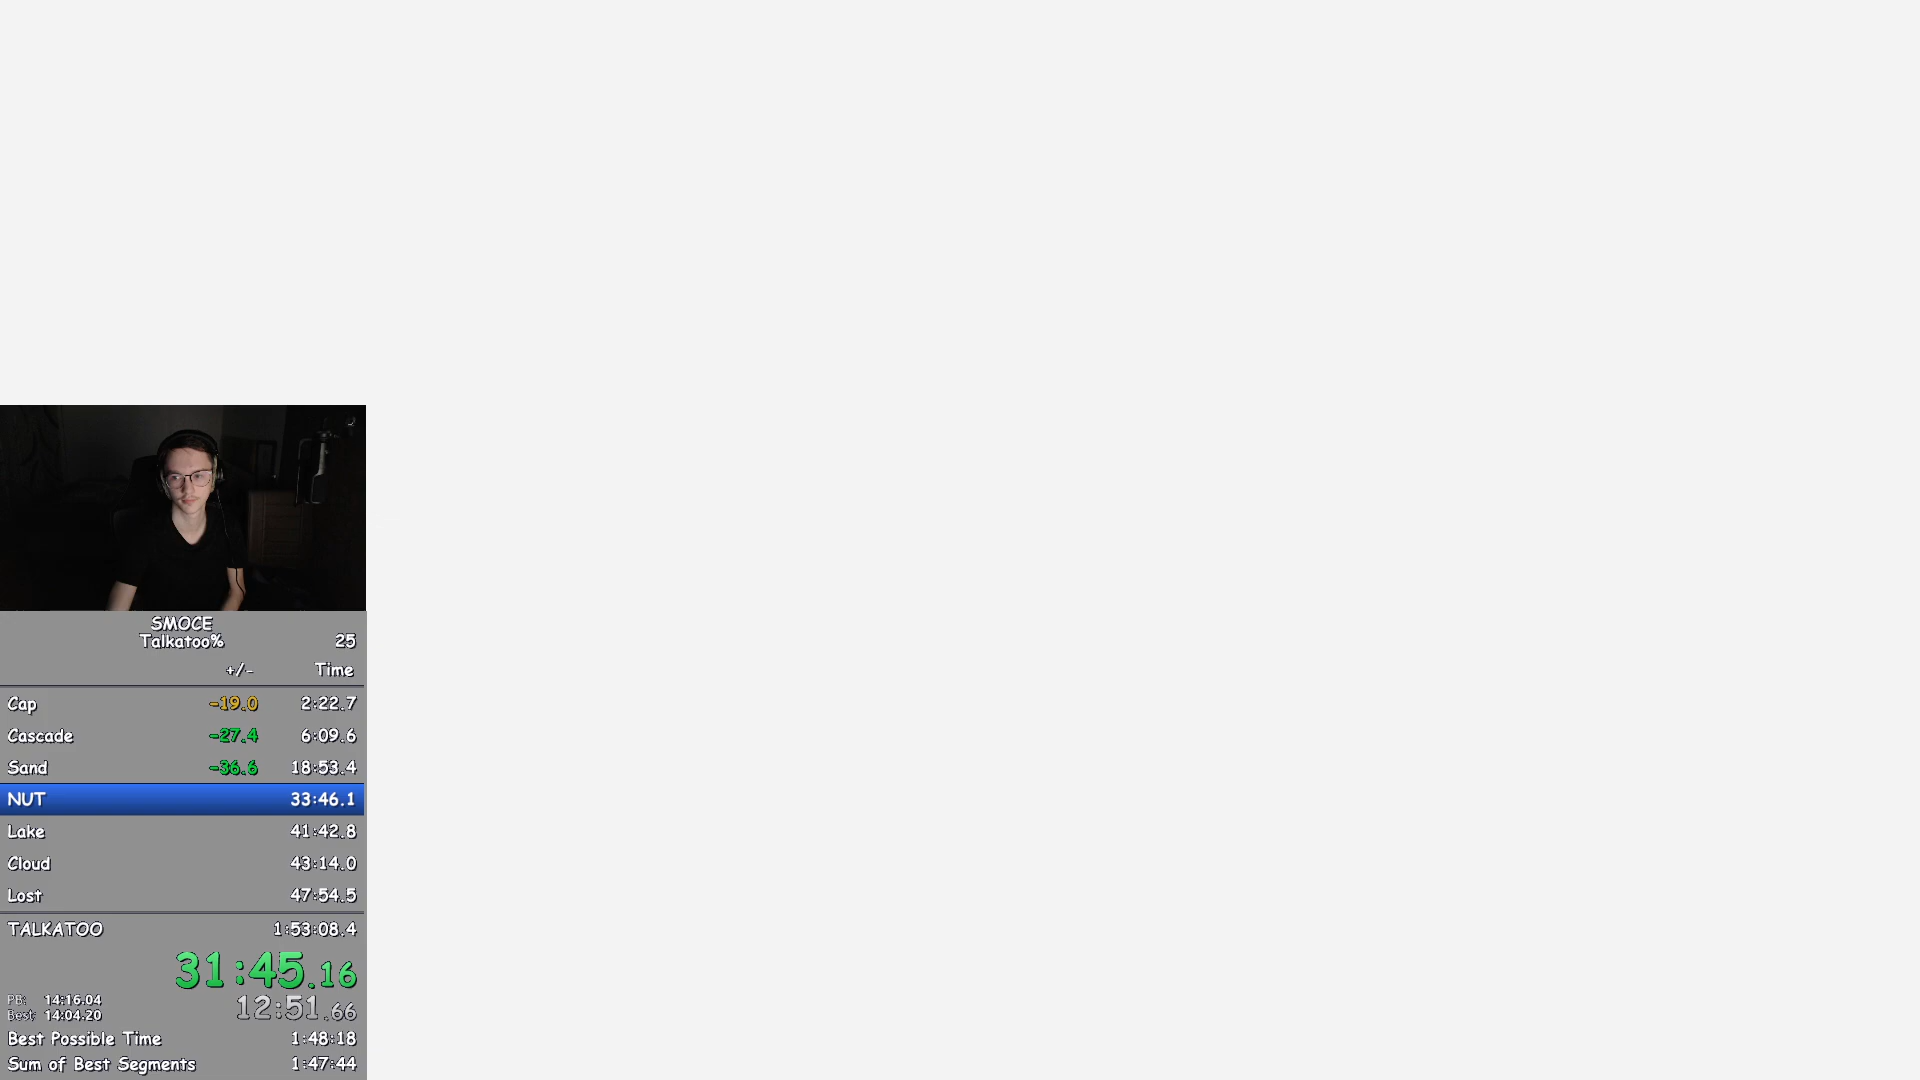 SMOCE
Talkatoo% 25
+/- Time
Cap -19.0 2:22.7
Cascade -27.4 6:09.6
Sand -36.6 18:53.4
NUT 33:46.1
Lake 41:42.8
Cloud 43:14.0
Lost 47:54.5
TALKATOO 1:53:08.4
31:45.16
PB: 14:16.04 12:51.66
Best: 14:04.20
Best Possible Time 1:48:18
Sum of Best Segments 1:47:44